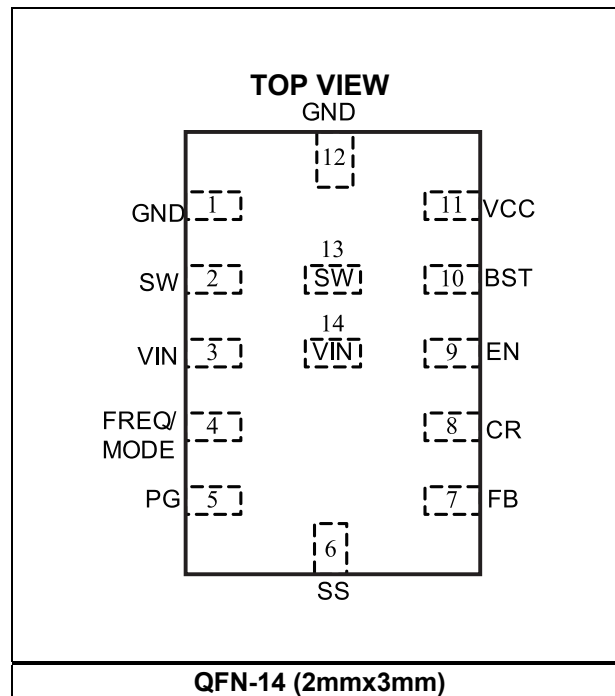 TOP VIEW
GND
12
GND 1
11 VCC
13
SW 2
SW
10 BST
14
VIN 3
VIN
9 EN
FREQ/
MODE
4
8 CR
PG 5
7 FB
6
SS
QFN-14 (2mmx3mm)